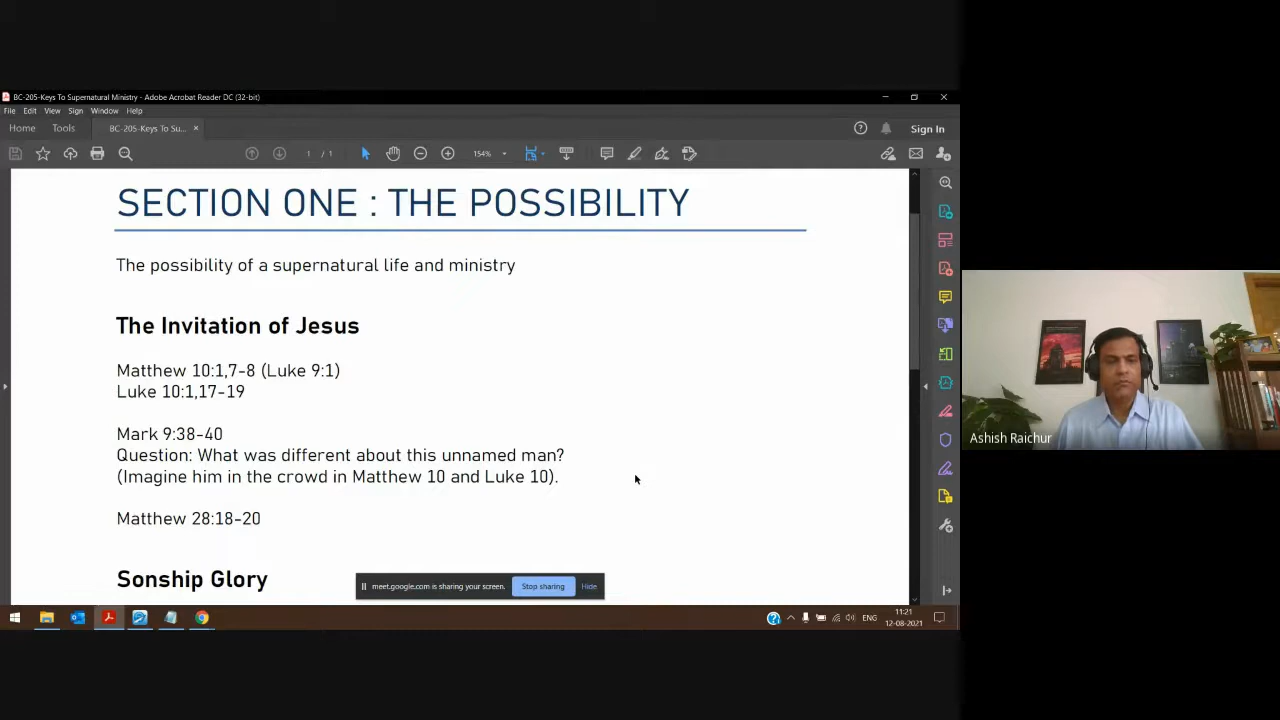 BC-205-Keys To Supernatural Ministry - Adobe Acrobat Reader DC (32-bit)
File Edit View Sign Window Help
Home Tools BC-205-Keys To Su... × Sign In
1 / 1 154%
SECTION ONE : THE POSSIBILITY
The possibility of a supernatural life and ministry
The Invitation of Jesus
Matthew 10:1,7-8 (Luke 9:1)
Luke 10:1,17-19
Mark 9:38-40
Question: What was different about this unnamed man?
(Imagine him in the crowd in Matthew 10 and Luke 10).
Matthew 28:18-20
Sonship Glory
meet.google.com is sharing your screen. Stop sharing Hide
Ashish Raichur
ENG
11:21
12-08-2021